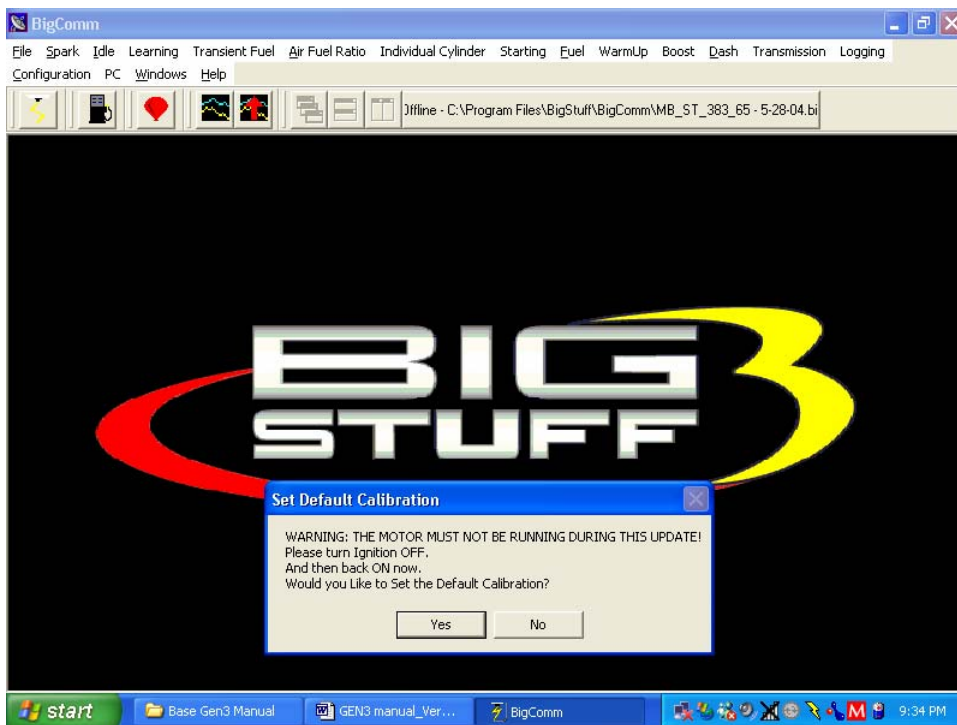 BigComm
File Spark Idle Learning Transient Fuel Air Fuel Ratio Individual Cylinder Starting Fuel WarmUp Boost Dash Transmission Logging
Configuration PC Windows Help
Offline - C:\Program Files\BigStuff\BigComm\MB_ST_383_65 - 5-28-04.bi
BIG
STUFF
3
Set Default Calibration
WARNING: THE MOTOR MUST NOT BE RUNNING DURING THIS UPDATE!
Please turn Ignition OFF.
And then back ON now.
Would you Like to Set the Default Calibration?
Yes No
start Base Gen3 Manual GEN3 manual_Ver... BigComm M 9:34 PM